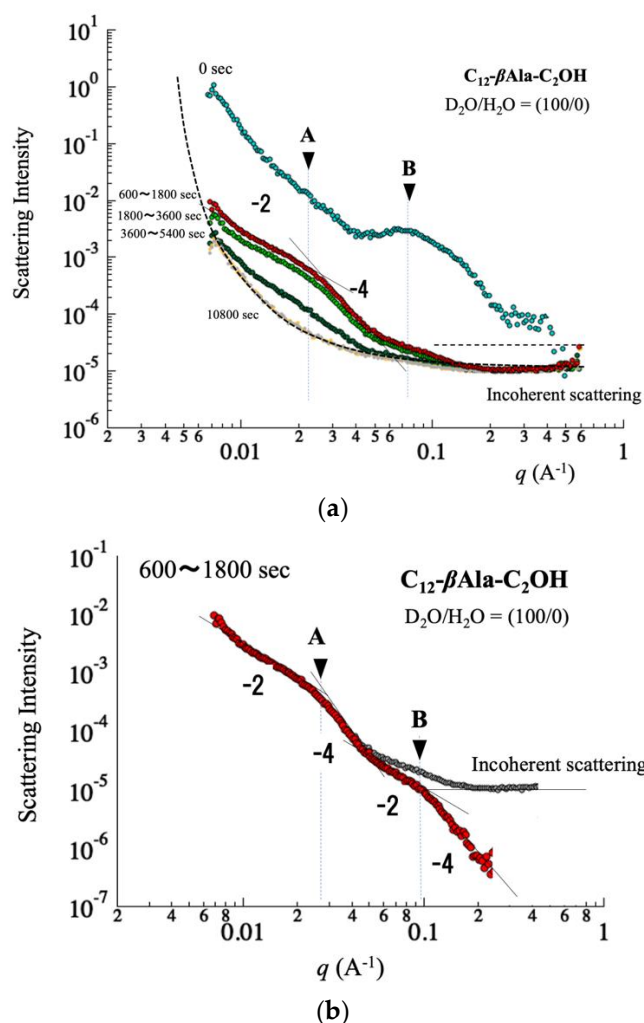 10^1
C12-βAla-C2OH
D2O/H2O = (100/0)
0 sec
10^0
A
B
10^-1
-2
10^-2
600～1800 sec
1800～3600 sec
3600～5400 sec
10^-3
-4
10800 sec
10^-4
10^-5
Incoherent scattering
10^-6
Scattering Intensity
2 3 4 5 6 8 2 3 4 5 6 8 2 3 4 5 6 8
0.01 0.1 1
q (A^-1)
(a)
10^-1
600～1800 sec
C12-βAla-C2OH
D2O/H2O = (100/0)
10^-2
A
-2
10^-3
B
10^-4
-4
Incoherent scattering
10^-5
-2
10^-6
-4
10^-7
Scattering Intensity
2 4 6 8 2 4 6 8 2 4 6 8
0.01 0.1 1
q (A^-1)
(b)